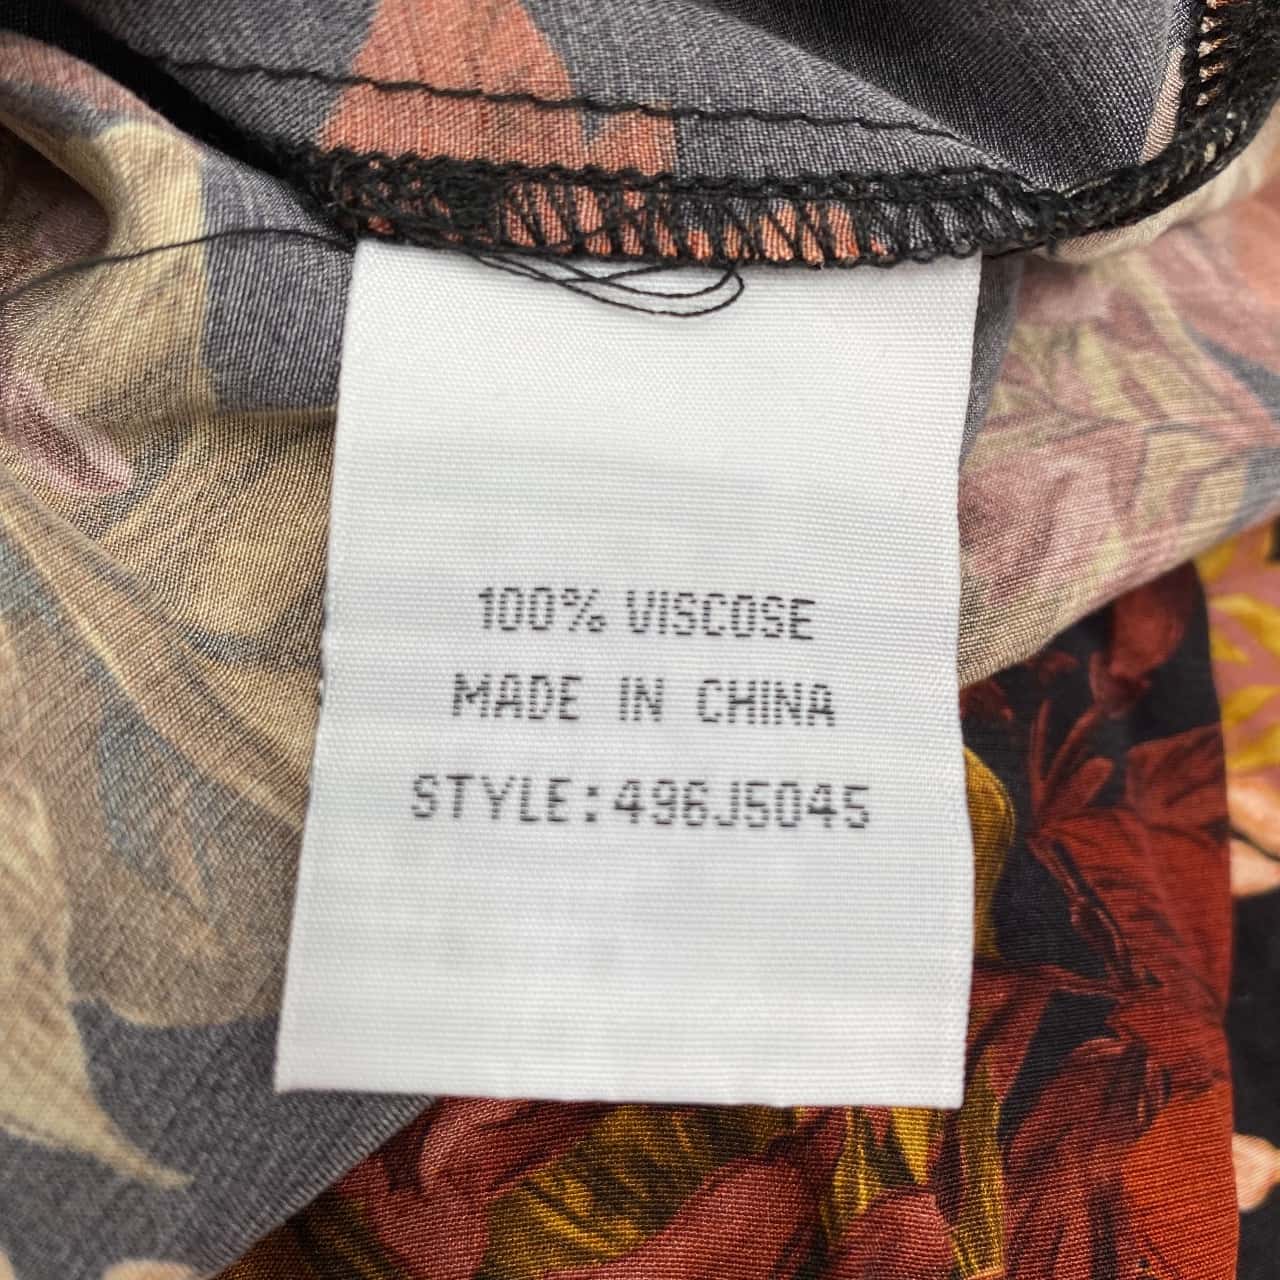 100% VISCOSE
MADE IN CHINA
STYLE:496J5045